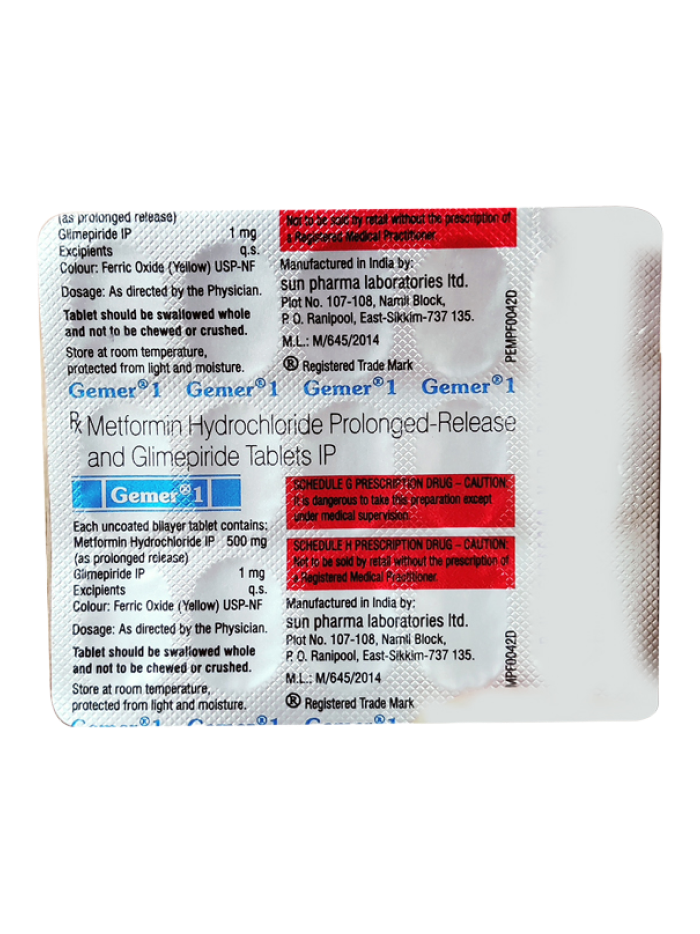 (as prolonged release)
Glimepiride IP 1 mg
Excipients q.s.
Colour: Ferric Oxide (Yellow) USP-NF
Dosage: As directed by the Physician.
Tablet should be swallowed whole
and not to be chewed or crushed.
Store at room temperature,
protected from light and moisture.
Not to be sold by retail without the prescription of
a Registered Medical Practitioner.
Manufactured in India by:
sun pharma laboratories ltd.
Plot No. 107-108, Namli Block,
P. O. Ranipool, East-Sikkim-737 135.
M.L.: M/645/2014
® Registered Trade Mark
PEMPF0042D
Gemer®1 Gemer®1 Gemer®1 Gemer®1
Rx Metformin Hydrochloride Prolonged-Release
and Glimepiride Tablets IP
Gemer®1
Each uncoated bilayer tablet contains:
Metformin Hydrochloride IP 500 mg
(as prolonged release)
Glimepiride IP 1 mg
Excipients q.s.
Colour: Ferric Oxide (Yellow) USP-NF
Dosage: As directed by the Physician.
Tablet should be swallowed whole
and not to be chewed or crushed.
Store at room temperature,
protected from light and moisture.
SCHEDULE G PRESCRIPTION DRUG – CAUTION:
It is dangerous to take this preparation except
under medical supervision.
SCHEDULE H PRESCRIPTION DRUG – CAUTION:
Not to be sold by retail without the prescription of
a Registered Medical Practitioner.
Manufactured in India by:
sun pharma laboratories ltd.
Plot No. 107-108, Namli Block,
P. O. Ranipool, East-Sikkim-737 135.
M.L.: M/645/2014
® Registered Trade Mark
MPF0042D
Gemer®1 Gemer®1 Gemer®1